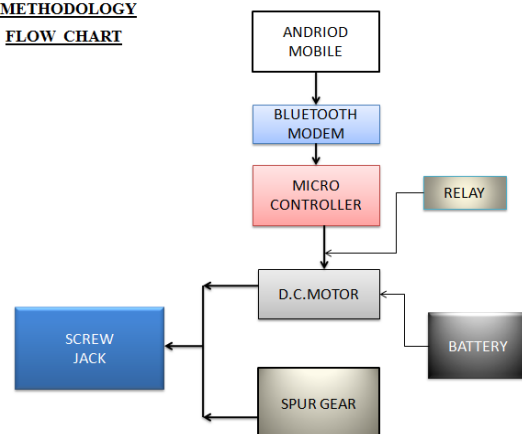 METHODOLOGY
FLOW CHART
ANDRIOD
MOBILE
BLUETOOTH
MODEM
MICRO
CONTROLLER
RELAY
D.C.MOTOR
SCREW
JACK
BATTERY
SPUR GEAR